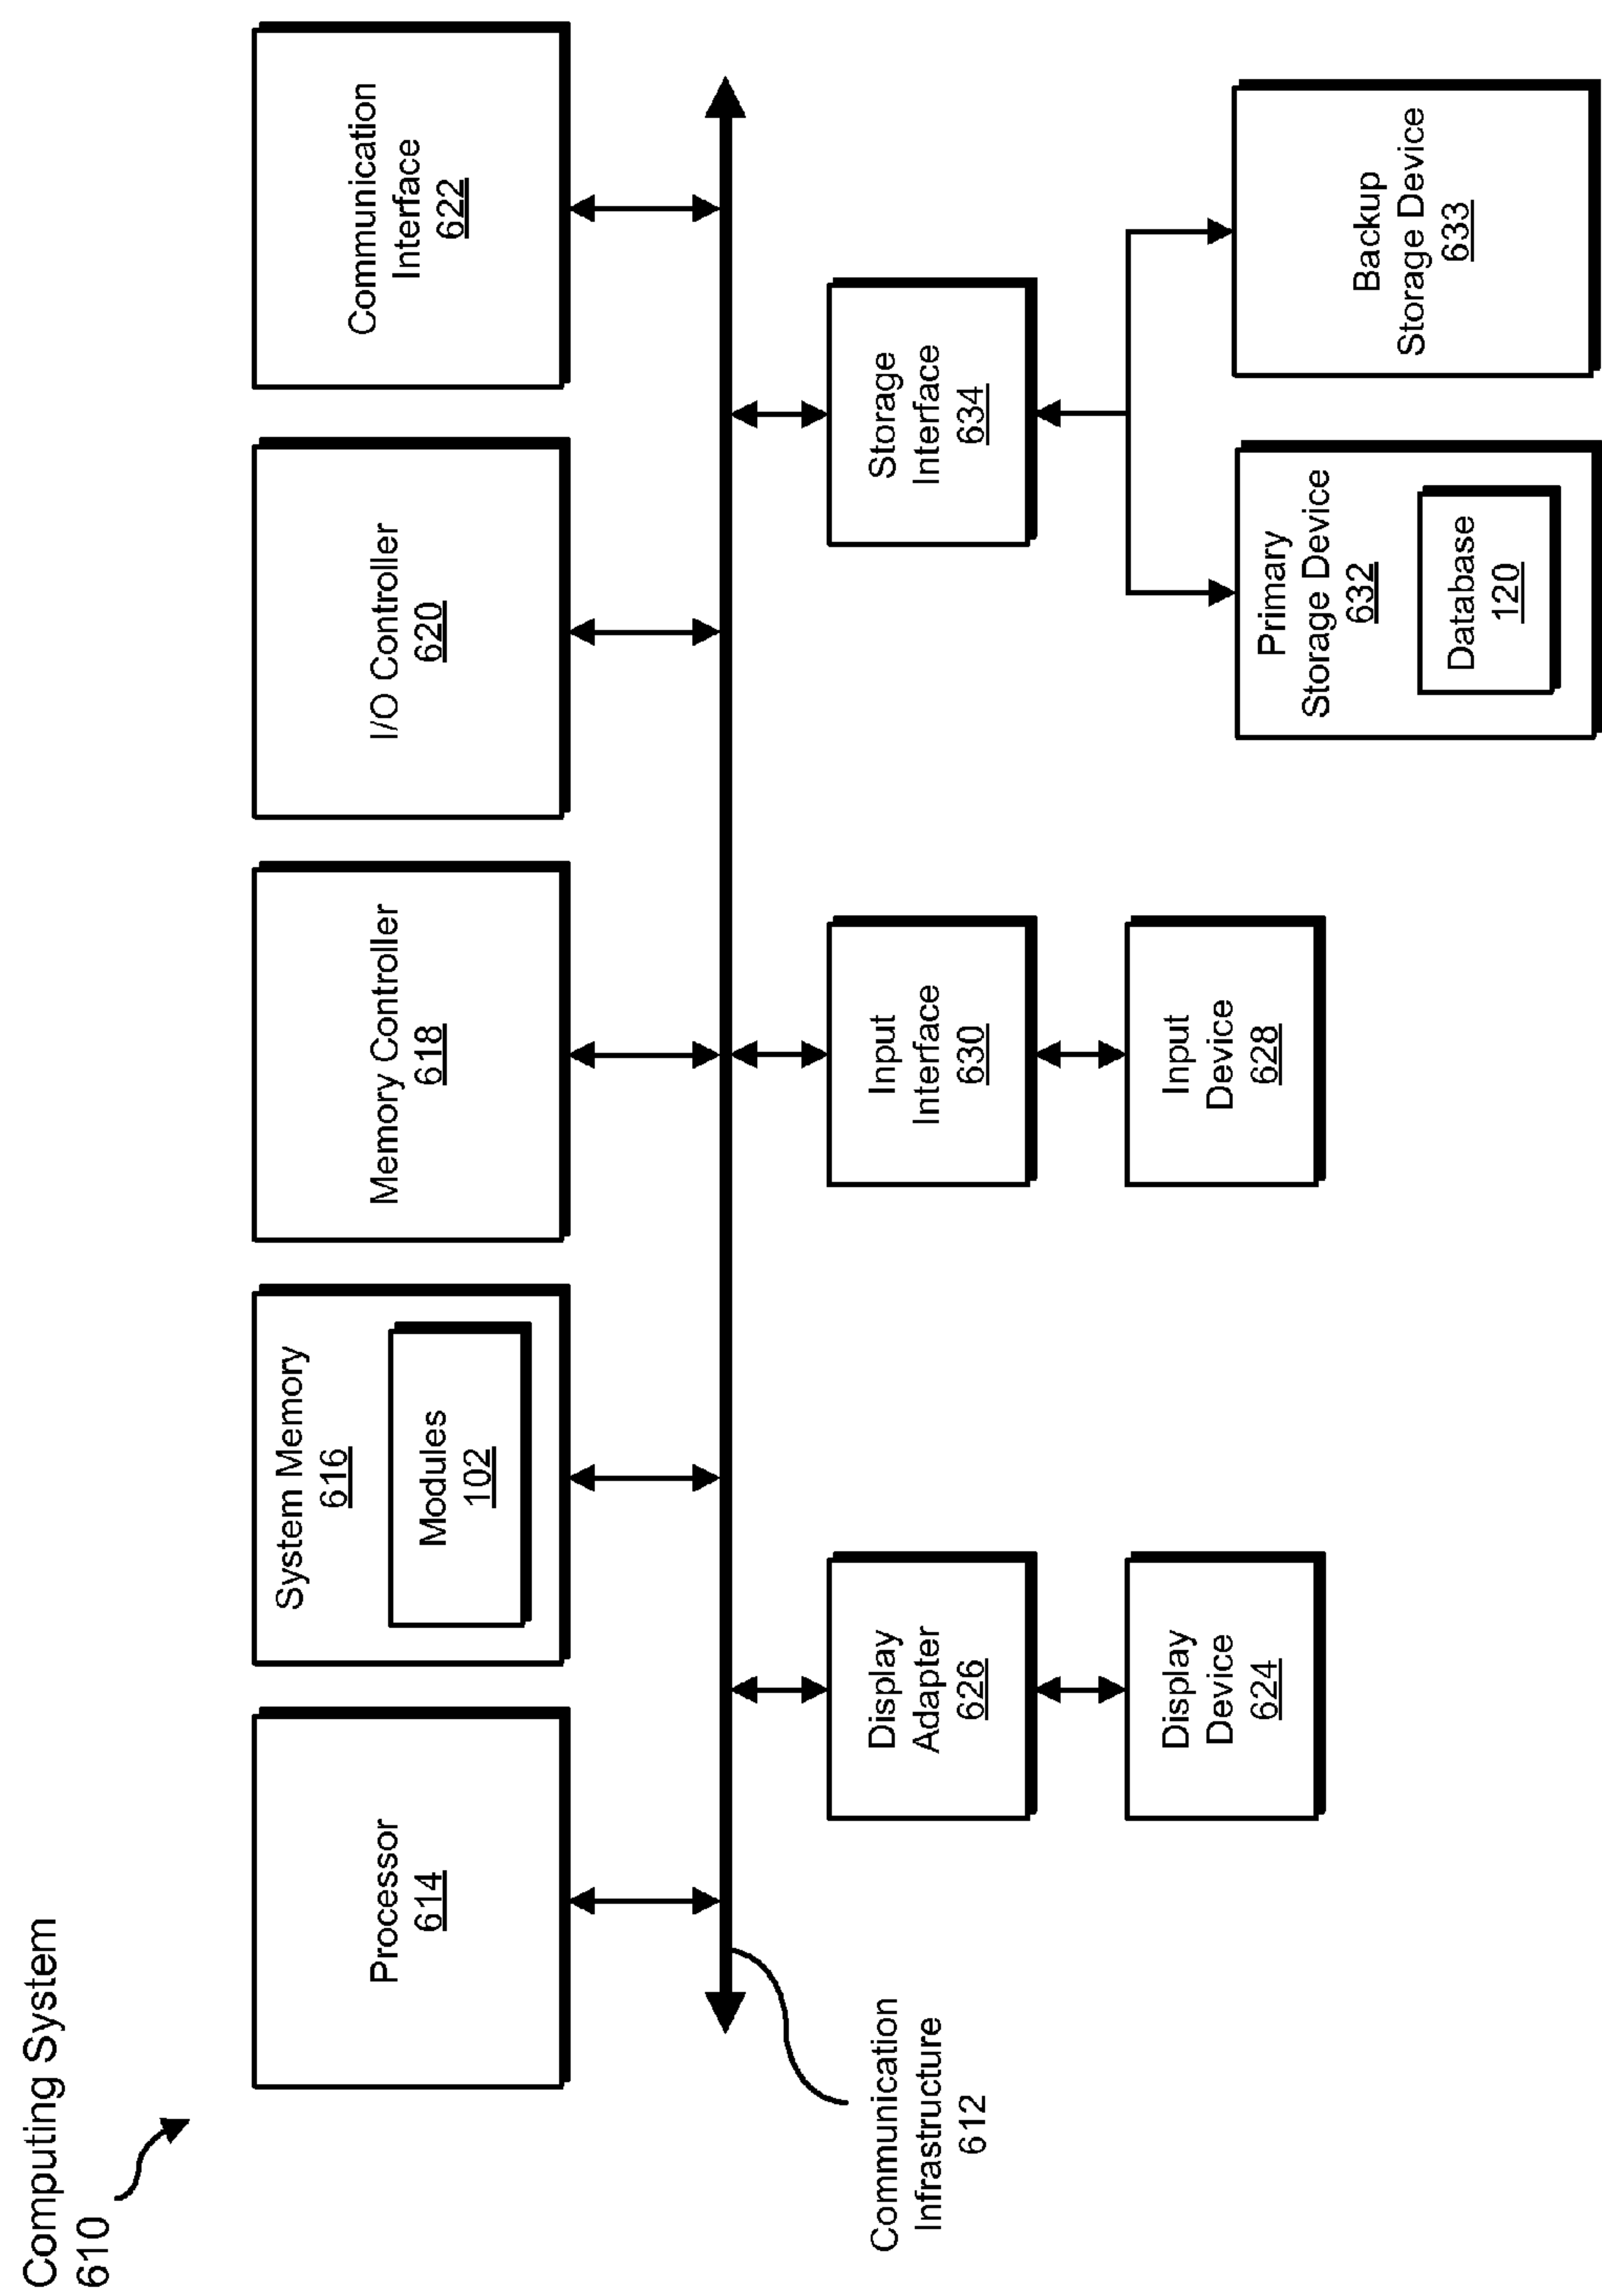 Computing System
610
Processor
614
System Memory
616
Modules
102
Memory Controller
618
I/O Controller
620
Communication
Interface
622
Communication
Infrastructure
612
Display
Adapter
626
Input
Interface
630
Storage
Interface
634
Display
Device
624
Input
Device
628
Primary
Storage Device
632
Database
120
Backup
Storage Device
633